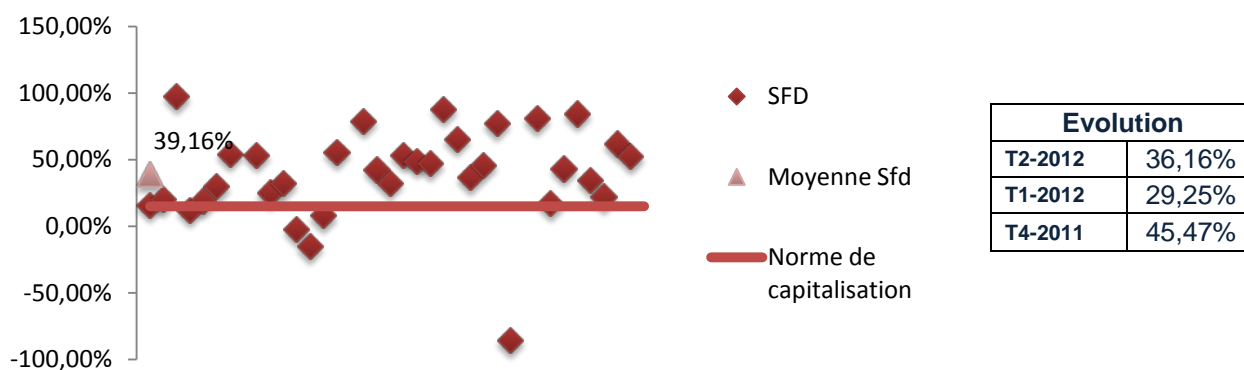 150,00%
100,00%
50,00%
0,00%
-50,00%
-100,00%
39,16%
SFD
Moyenne Sfd
Norme de
capitalisation
Evolution
T2-2012 36,16%
T1-2012 29,25%
T4-2011 45,47%